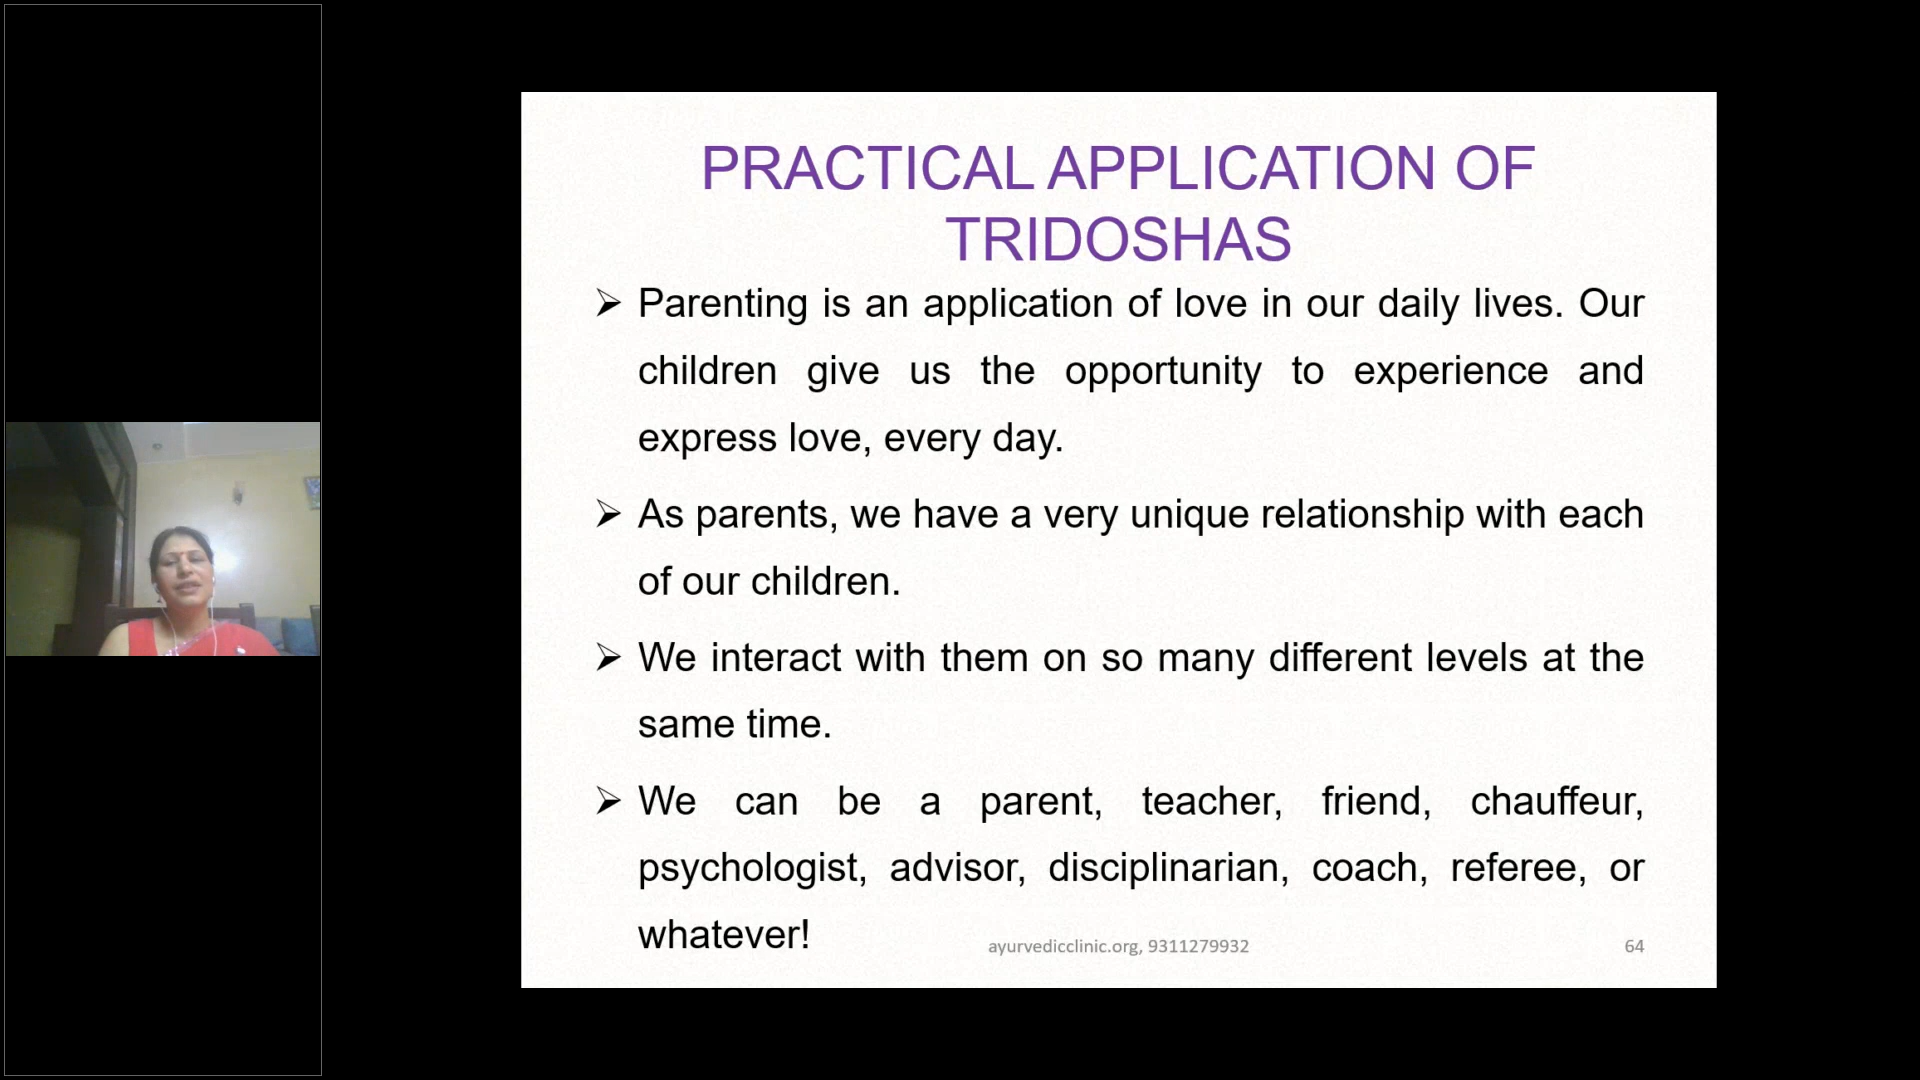 PRACTICAL APPLICATION OF
TRIDOSHAS
➢ Parenting is an application of love in our daily lives. Our
children give us the opportunity to experience and
express love, every day.
➢ As parents, we have a very unique relationship with each
of our children.
➢ We interact with them on so many different levels at the
same time.
➢ We can be a parent, teacher, friend, chauffeur,
psychologist, advisor, disciplinarian, coach, referee, or
whatever!
ayurvedicclinic.org, 9311279932
64